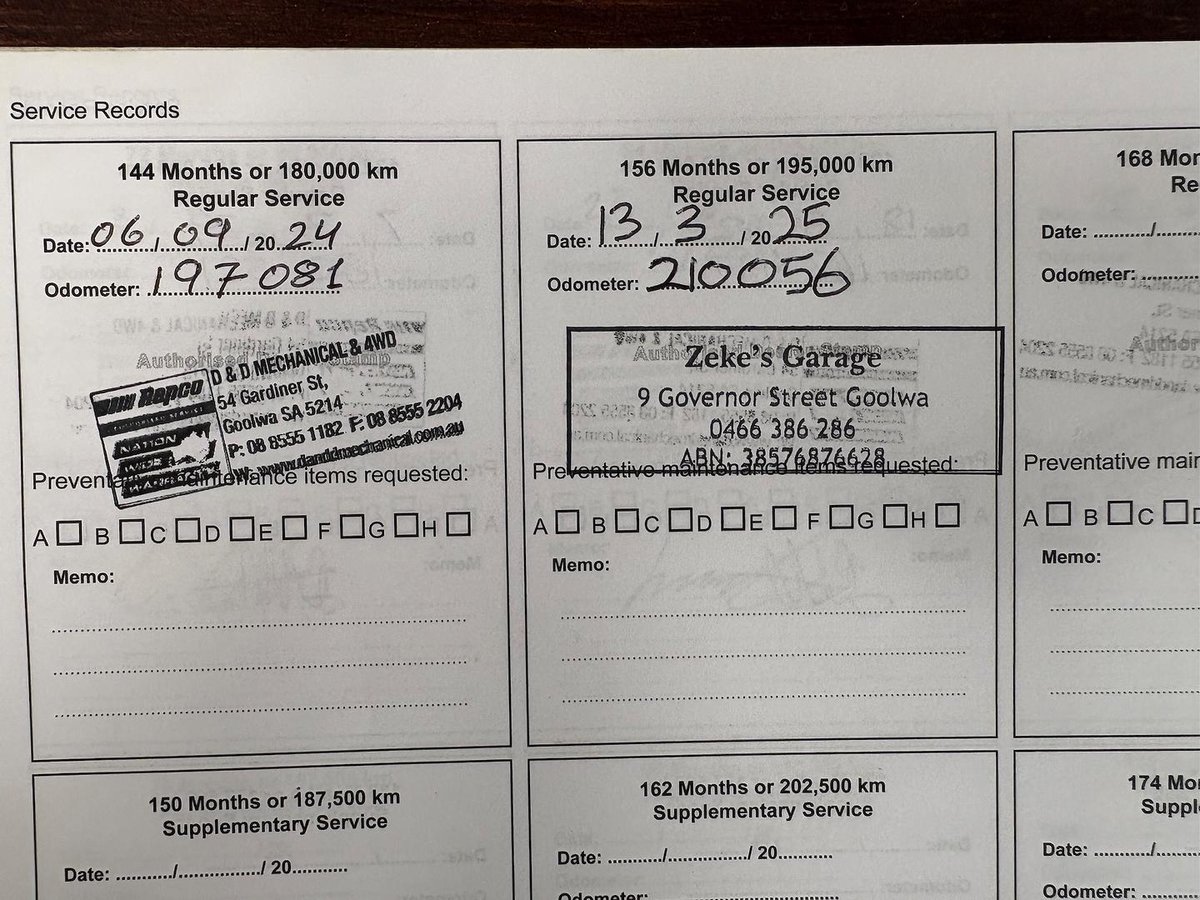 Service Records
144 Months or 180,000 km
Regular Service
Date: 06/09/2024
Odometer: 197081
Authorised
D & D MECHANICAL & 4WD
Repco
54 Gardiner St,
Goolwa SA 5214
P: 08 8555 1182 F: 08 8555 2204
W: www.danddmechanical.com.au
NATION
WIDE
WARRANTY
Preventative maintenance items requested:
A B C D E F G H
Memo:
156 Months or 195,000 km
Regular Service
Date: 13/3/2025
Odometer: 210056
Zeke's Garage
9 Governor Street Goolwa
0466 386 286
ABN: 38576876628
Preventative maintenance items requested:
A B C D E F G H
Memo:
168 Mon
Re
Date: ........../.....
Odometer: ..........
Author
Preventative main
A B C D
Memo:
150 Months or 187,500 km
Supplementary Service
Date: ........../............../ 20...........
162 Months or 202,500 km
Supplementary Service
Date: ........../............../ 20...........
Odometer: ..............................
174 Mo
Suppl
Date: ........../.....
Odometer: ..........